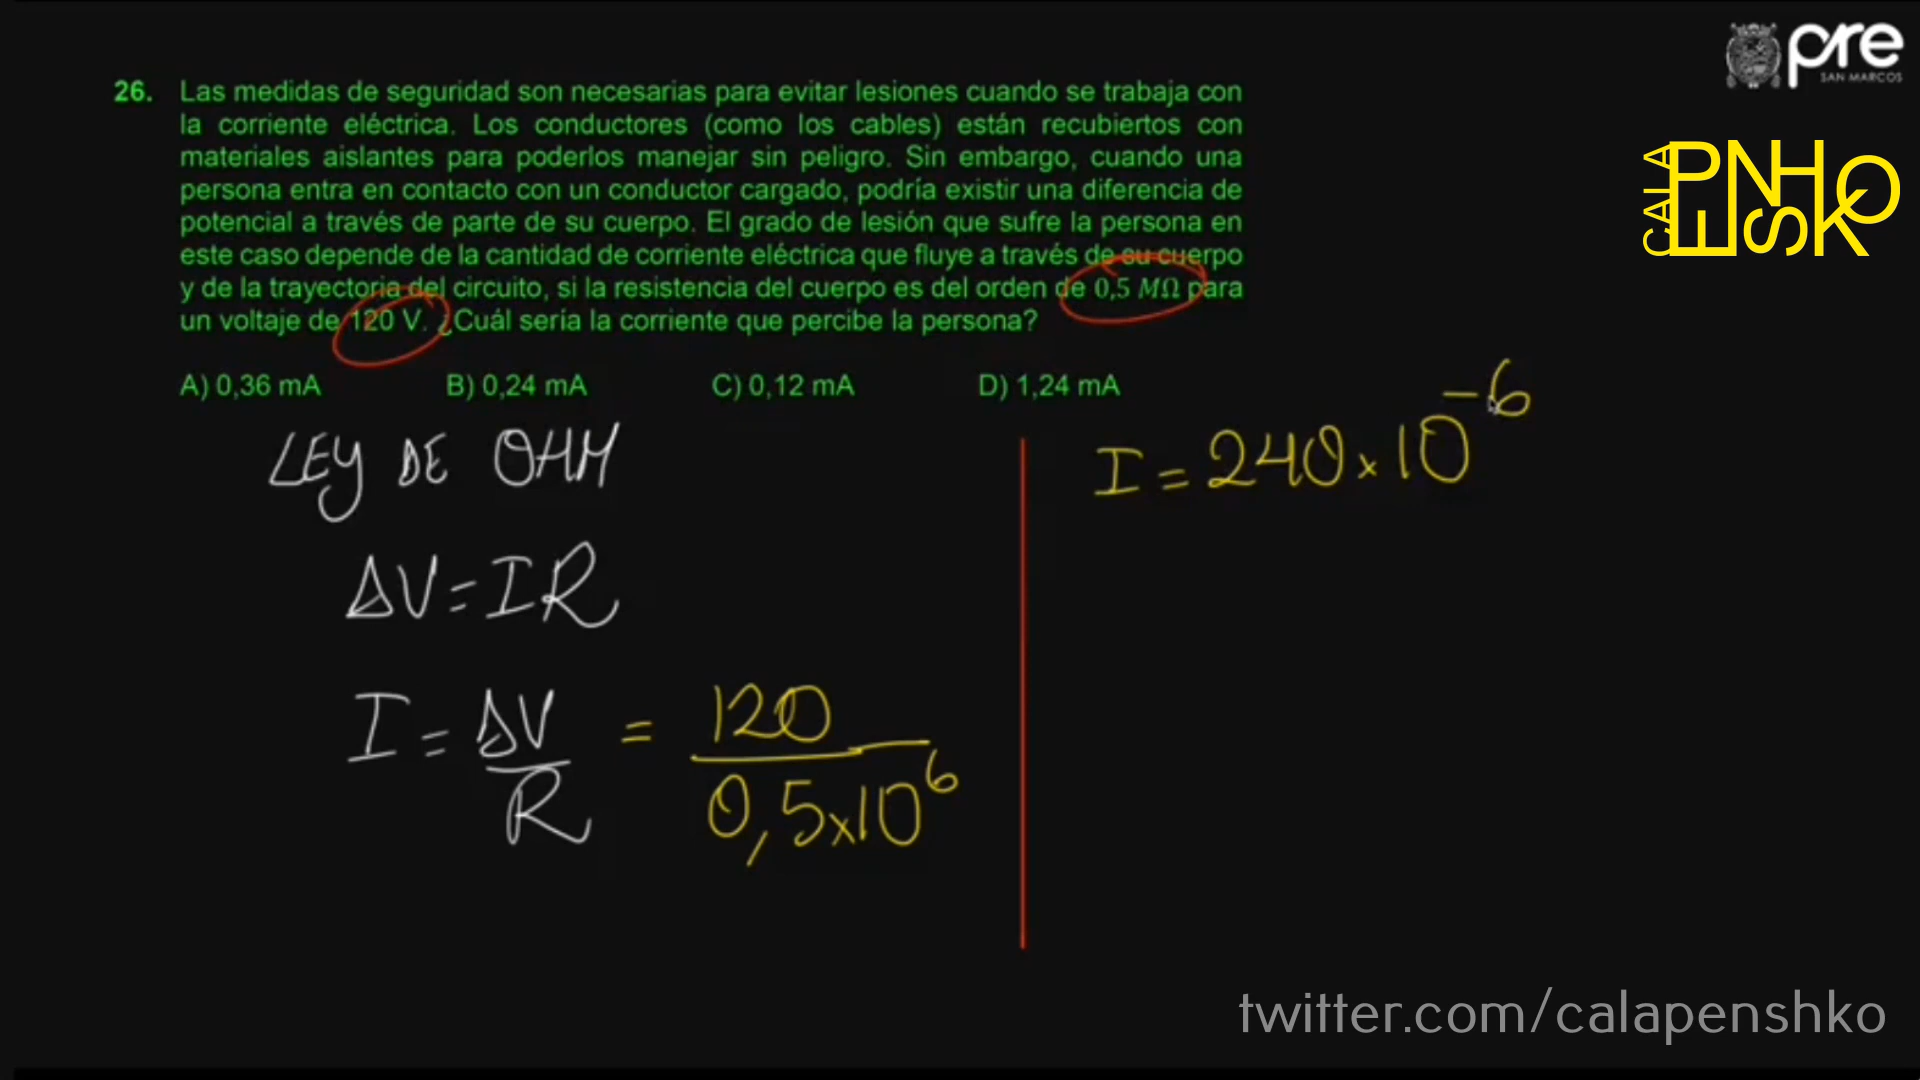 pre
SAN MARCOS
CALA
PENSHKO
26. Las medidas de seguridad son necesarias para evitar lesiones cuando se trabaja con
la corriente eléctrica. Los conductores (como los cables) están recubiertos con
materiales aislantes para poderlos manejar sin peligro. Sin embargo, cuando una
persona entra en contacto con un conductor cargado, podría existir una diferencia de
potencial a través de parte de su cuerpo. El grado de lesión que sufre la persona en
este caso depende de la cantidad de corriente eléctrica que fluye a través de su cuerpo
y de la trayectoria del circuito, si la resistencia del cuerpo es del orden de 0,5 MΩ para
un voltaje de 120 V. ¿Cuál sería la corriente que percibe la persona?
A) 0,36 mA B) 0,24 mA C) 0,12 mA D) 1,24 mA
LEY DE OHM
ΔV = IR
I = ΔV/R = 120/0,5x10^6
I = 240x10^-6
twitter.com/calapenshko